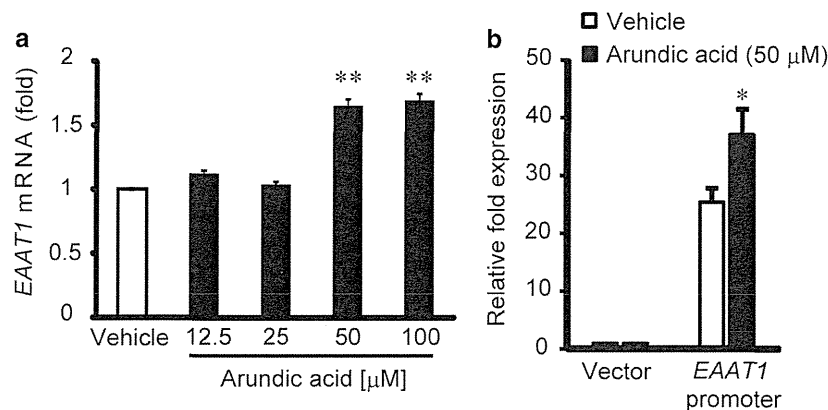 a
EAAT1 mRNA (fold)
2
1.5
1
0.5
0
** **
Vehicle 12.5 25 50 100
Arundic acid [μM]
b
Vehicle
Arundic acid (50 μM)
Relative fold expression
50
40
30
20
10
0
*
Vector EAAT1
promoter